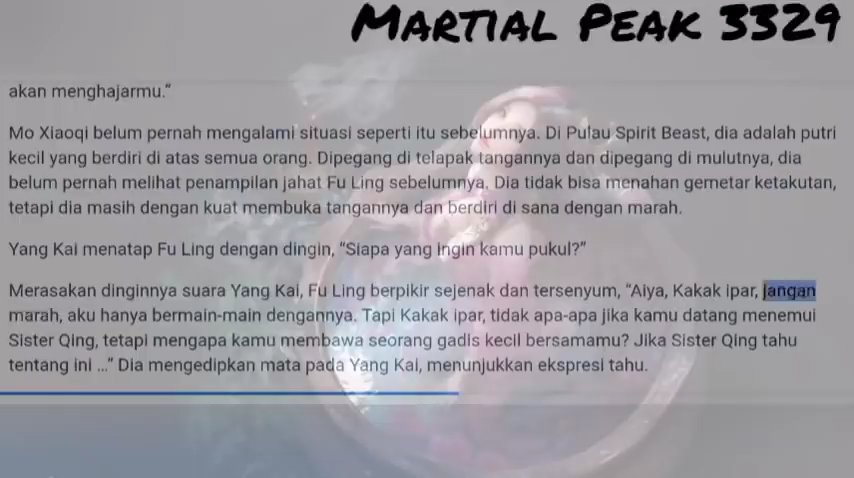 MARTIAL PEAK 3329
akan menghajarmu.“
Mo Xiaoqi belum pernah mengalami situasi seperti itu sebelumnya. Di Pulau Spirit Beast, dia adalah putri
kecil yang berdiri di atas semua orang. Dipegang di telapak tangannya dan dipegang di mulutnya, dia
belum pernah melihat penampilan jahat Fu Ling sebelumnya. Dia tidak bisa menahan gemetar ketakutan,
tetapi dia masih dengan kuat membuka tangannya dan berdiri di sana dengan marah.
Yang Kai menatap Fu Ling dengan dingin, “Siapa yang ingin kamu pukul?”
Merasakan dinginnya suara Yang Kai, Fu Ling berpikir sejenak dan tersenyum, “Aiya, Kakak ipar, jangan
marah, aku hanya bermain-main dengannya. Tapi Kakak ipar, tidak apa-apa jika kamu datang menemui
Sister Qing, tetapi mengapa kamu membawa seorang gadis kecil bersamamu? Jika Sister Qing tahu
tentang ini ...” Dia mengedipkan mata pada Yang Kai, menunjukkan ekspresi tahu.